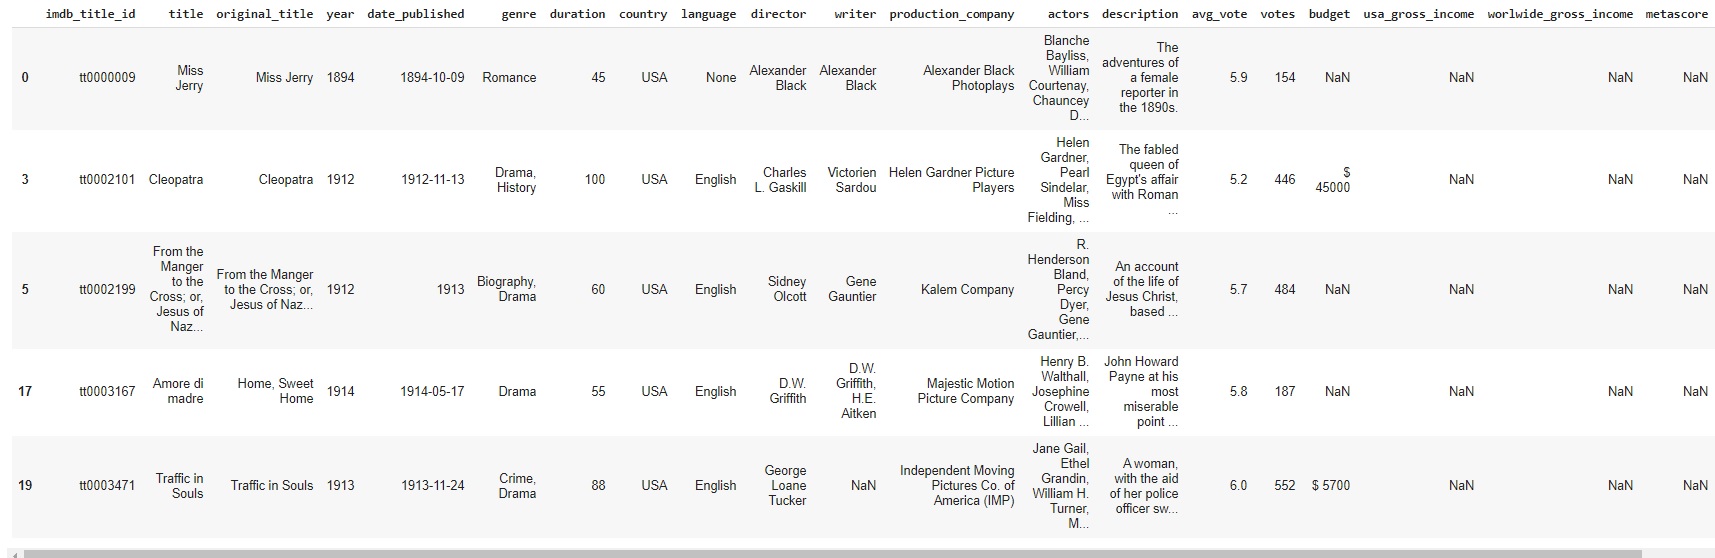 imdb_title_id title original_title year date_published genre duration country language director writer production_company actors description avg_vote votes budget usa_gross_income worlwide_gross_income metascore
0 tt0000009 Miss Jerry Miss Jerry 1894 1894-10-09 Romance 45 USA None Alexander Black Alexander Black Alexander Black Photoplays Blanche Bayliss, William Courtenay, Chauncey D... The adventures of a female reporter in the 1890s. 5.9 154 NaN NaN NaN NaN
3 tt0002101 Cleopatra Cleopatra 1912 1912-11-13 Drama, History 100 USA English Charles L. Gaskill Victorien Sardou Helen Gardner Picture Players Helen Gardner, Pearl Sindelar, Miss Fielding, ... The fabled queen of Egypt's affair with Roman ... 5.2 446 $ 45000 NaN NaN NaN
5 tt0002199 From the Manger to the Cross; or, Jesus of Naz... From the Manger to the Cross; or, Jesus of Naz... 1912 1913 Biography, Drama 60 USA English Sidney Olcott Gene Gauntier Kalem Company R. Henderson Bland, Percy Dyer, Gene Gauntier,... An account of the life of Jesus Christ, based ... 5.7 484 NaN NaN NaN NaN
17 tt0003167 Amore di madre Home, Sweet Home 1914 1914-05-17 Drama 55 USA English D.W. Griffith D.W. Griffith, H.E. Aitken Majestic Motion Picture Company Henry B. Walthall, Josephine Crowell, Lillian ... John Howard Payne at his most miserable point ... 5.8 187 NaN NaN NaN NaN
19 tt0003471 Traffic in Souls Traffic in Souls 1913 1913-11-24 Crime, Drama 88 USA English George Loane Tucker NaN Independent Moving Pictures Co. of America (IMP) Jane Gail, Ethel Grandin, William H. Turner, M... A woman, with the aid of her police officer sw... 6.0 552 $ 5700 NaN NaN NaN